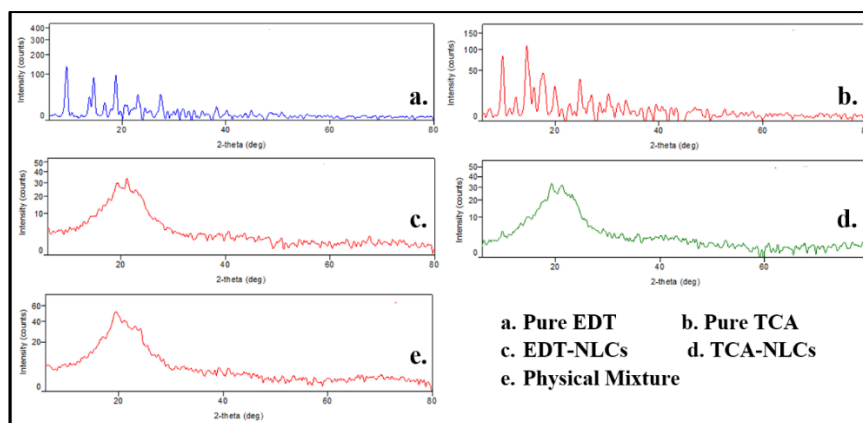 Intensity (counts)
400
300
200
100
0
20
40
60
80
2-theta (deg)
a.
Intensity (counts)
150
100
50
0
20
40
60
80
2-theta (deg)
b.
Intensity (counts)
50
40
30
20
10
0
20
40
60
80
2-theta (deg)
c.
Intensity (counts)
50
40
30
20
10
0
20
40
60
2-theta (deg)
d.
Intensity (counts)
60
40
20
0
20
40
60
80
2-theta (deg)
e.
a. Pure EDT b. Pure TCA
c. EDT-NLCs d. TCA-NLCs
e. Physical Mixture